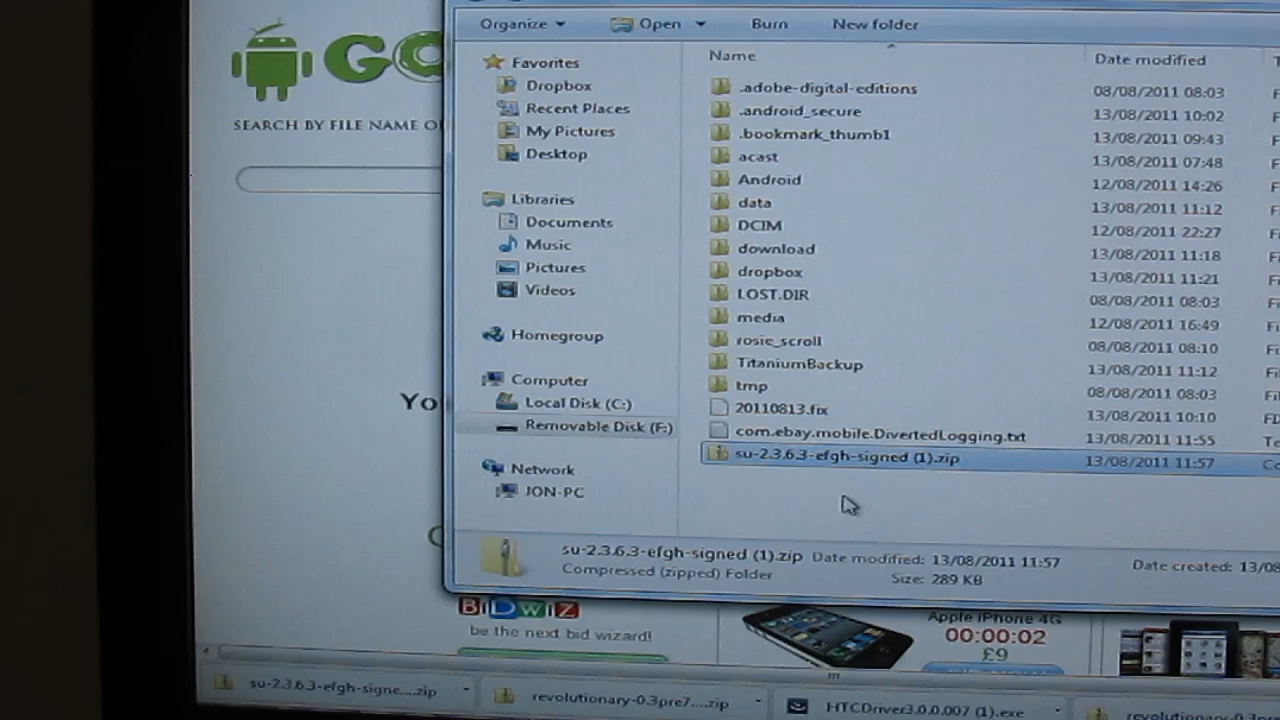 Organize Open Burn New folder
GO
SEARCH BY FILE NAME
Yo
Favorites
Dropbox
Recent Places
My Pictures
Desktop
Libraries
Documents
Music
Pictures
Videos
Homegroup
Computer
Local Disk (C:)
Removable Disk (F:)
Network
JON-PC
Name Date modified
.adobe-digital-editions 08/08/2011 08:03
.android_secure 13/08/2011 10:02
.bookmark_thumb1 13/08/2011 09:43
acast 13/08/2011 07:48
Android 12/08/2011 14:26
data 13/08/2011 11:12
DCIM 12/08/2011 22:27
download 13/08/2011 11:18
dropbox 13/08/2011 11:21
LOST.DIR 08/08/2011 08:03
media 12/08/2011 16:49
rosie_scroll 08/08/2011 08:10
TitaniumBackup 13/08/2011 11:12
tmp 08/08/2011 08:03
20110813.fix 13/08/2011 10:10
com.ebay.mobile.DivertedLogging.txt 13/08/2011 11:55
su-2.3.6.3-efgh-signed (1).zip 13/08/2011 11:57
su-2.3.6.3-efgh-signed (1).zip Date modified: 13/08/2011 11:57 Date created: 13/08
Compressed (zipped) Folder Size: 289 KB
BiDWiZ
be the next bid wizard!
Apple iPhone 4G
00:00:02
£9
su-2.3.6.3-efgh-signe....zip revolutionary-0.3pre7....zip HTCDriver3.0.0.007 (1).exe revolutionary-0.3p